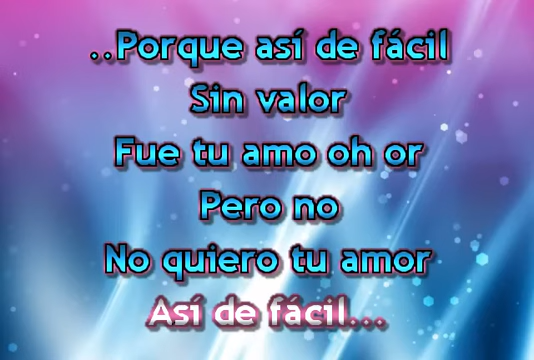 ..Porque así de fácil
Sin valor
Fue tu amo oh or
Pero no
No quiero tu amor
Así de fácil...